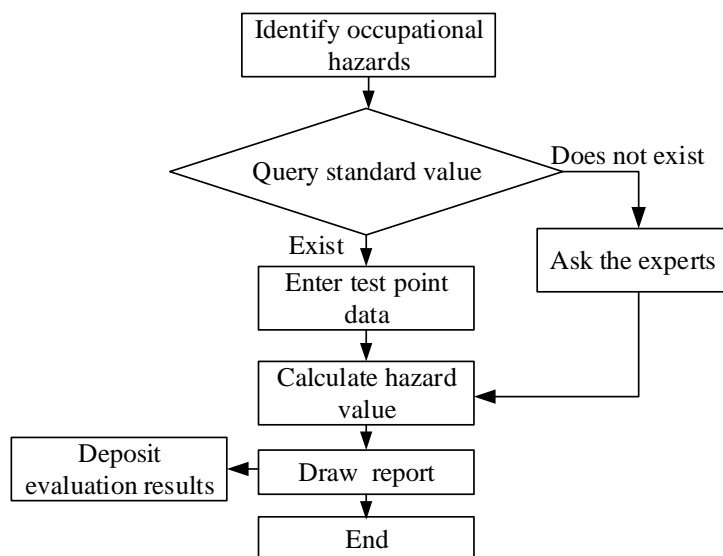 Identify occupational
hazards
Query standard value
Does not exist
Exist
Ask the experts
Enter test point
data
Calculate hazard
value
Deposit
evaluation results
Draw report
End